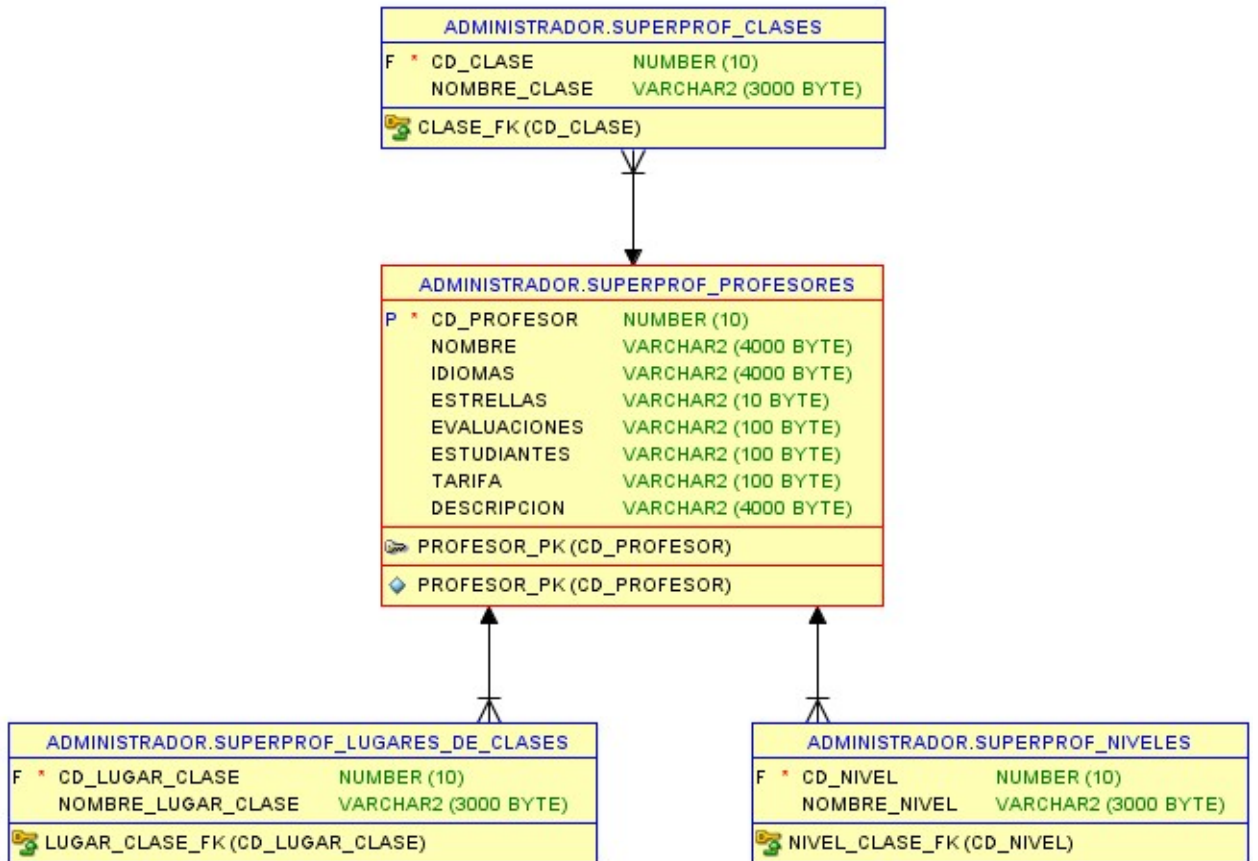 ADMINISTRADOR.SUPERPROF_CLASES
F * CD_CLASE NUMBER (10)
NOMBRE_CLASE VARCHAR2 (3000 BYTE)
CLASE_FK (CD_CLASE)
ADMINISTRADOR.SUPERPROF_PROFESORES
P * CD_PROFESOR NUMBER (10)
NOMBRE VARCHAR2 (4000 BYTE)
IDIOMAS VARCHAR2 (4000 BYTE)
ESTRELLAS VARCHAR2 (10 BYTE)
EVALUACIONES VARCHAR2 (100 BYTE)
ESTUDIANTES VARCHAR2 (100 BYTE)
TARIFA VARCHAR2 (100 BYTE)
DESCRIPCION VARCHAR2 (4000 BYTE)
PROFESOR_PK (CD_PROFESOR)
PROFESOR_PK (CD_PROFESOR)
ADMINISTRADOR.SUPERPROF_LUGARES_DE_CLASES
F * CD_LUGAR_CLASE NUMBER (10)
NOMBRE_LUGAR_CLASE VARCHAR2 (3000 BYTE)
LUGAR_CLASE_FK (CD_LUGAR_CLASE)
ADMINISTRADOR.SUPERPROF_NIVELES
F * CD_NIVEL NUMBER (10)
NOMBRE_NIVEL VARCHAR2 (3000 BYTE)
NIVEL_CLASE_FK (CD_NIVEL)